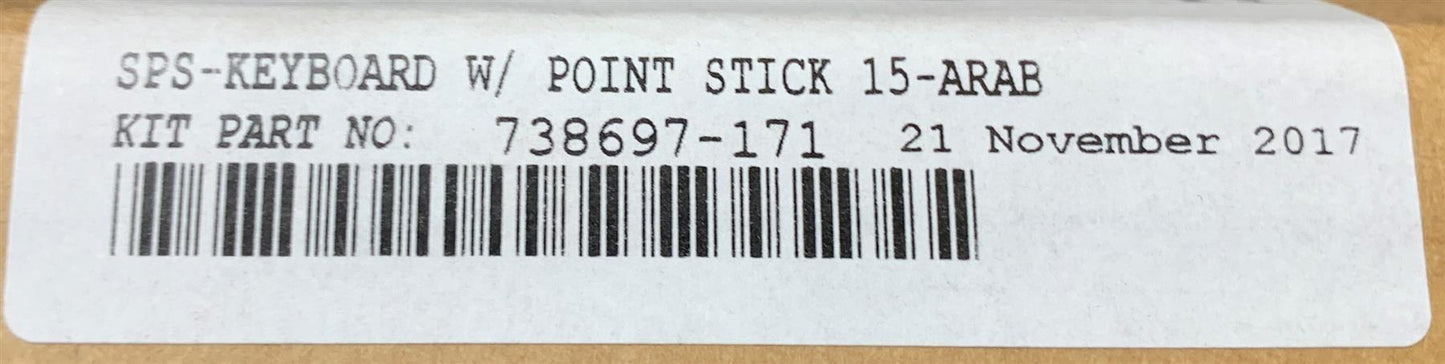 SPS-KEYBOARD W/ POINT STICK 15-ARAB
KIT PART NO: 738697-171 21 November 2017